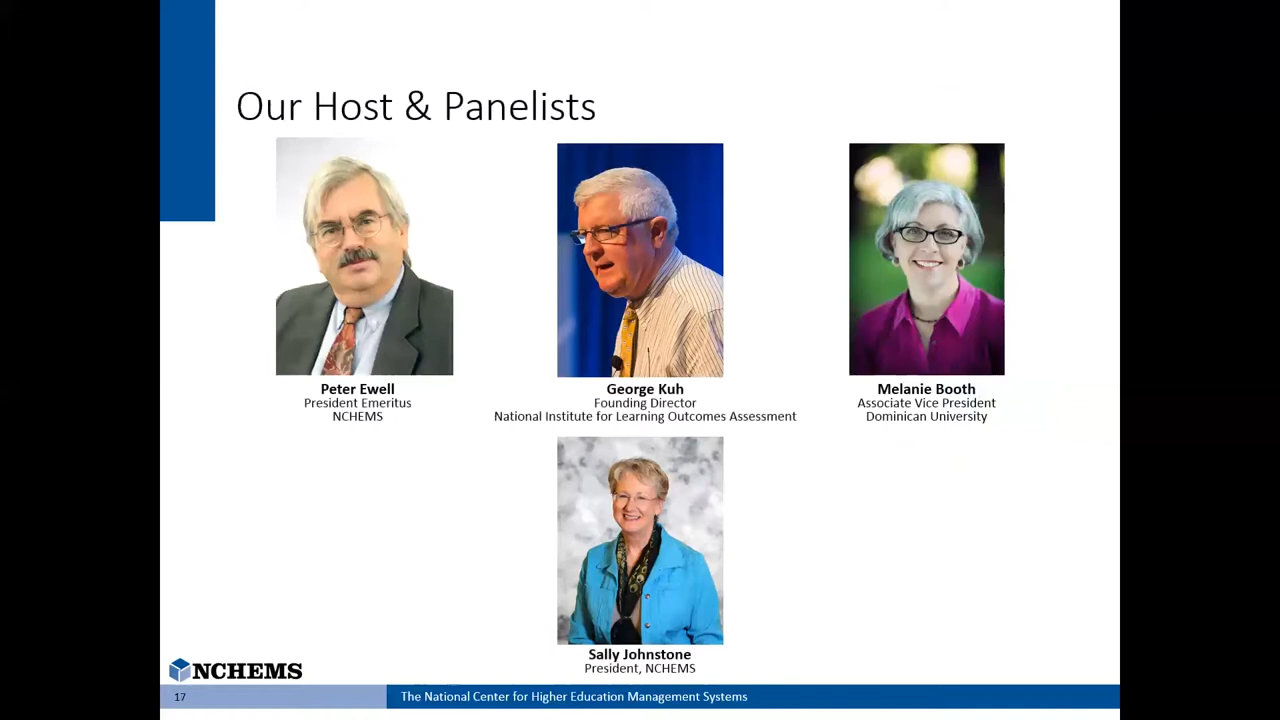 Our Host & Panelists
Peter Ewell
President Emeritus
NCHEMS
George Kuh
Founding Director
National Institute for Learning Outcomes Assessment
Melanie Booth
Associate Vice President
Dominican University
Sally Johnstone
President, NCHEMS
NCHEMS
17
The National Center for Higher Education Management Systems